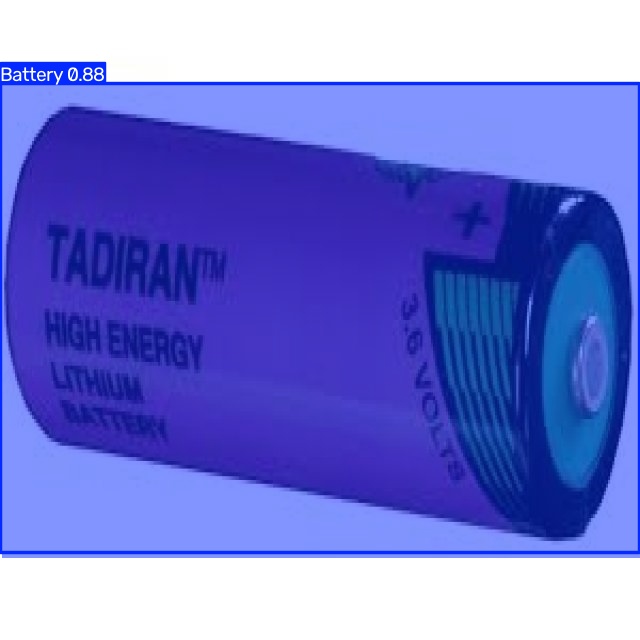 Battery 0.88
TADIRAN™
HIGH ENERGY
LITHIUM
BATTERY
+
3.6 VOLTS